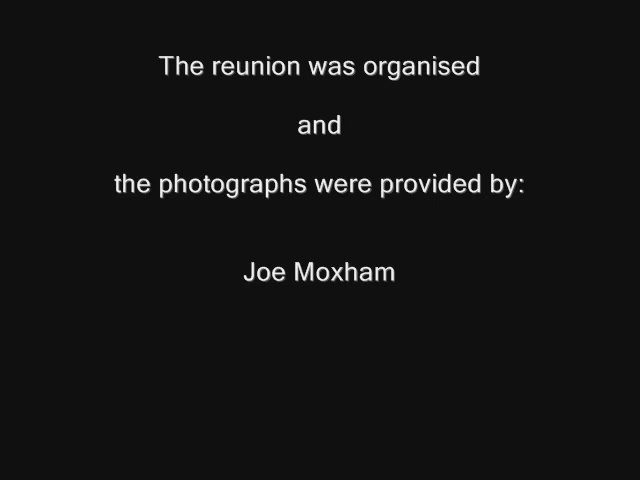 The reunion was organised
and
the photographs were provided by:
Joe Moxham